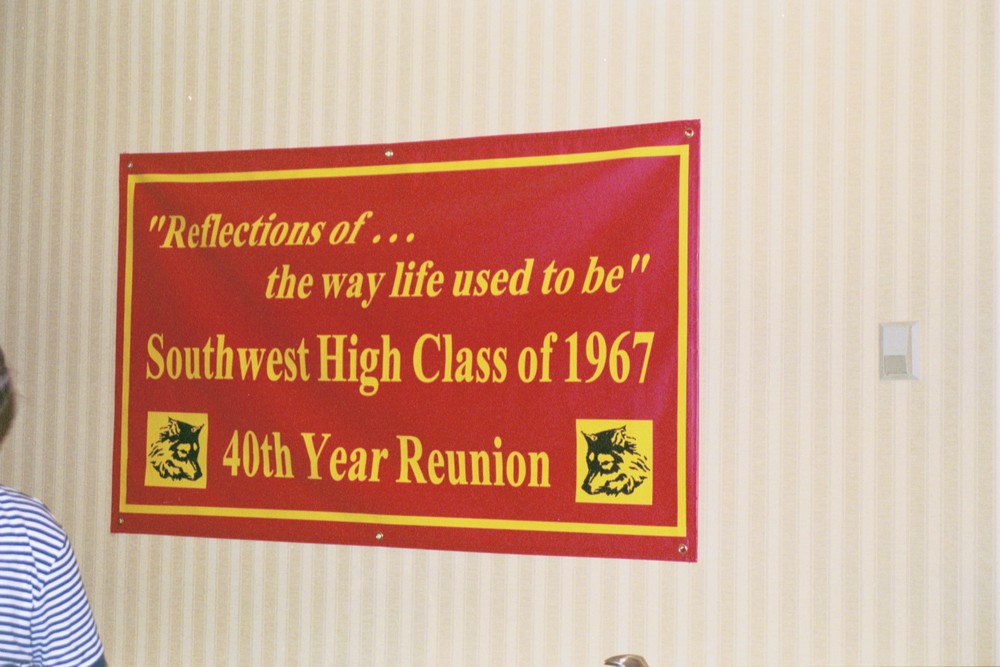 "Reflections of . . .
the way life used to be"
Southwest High Class of 1967
40th Year Reunion